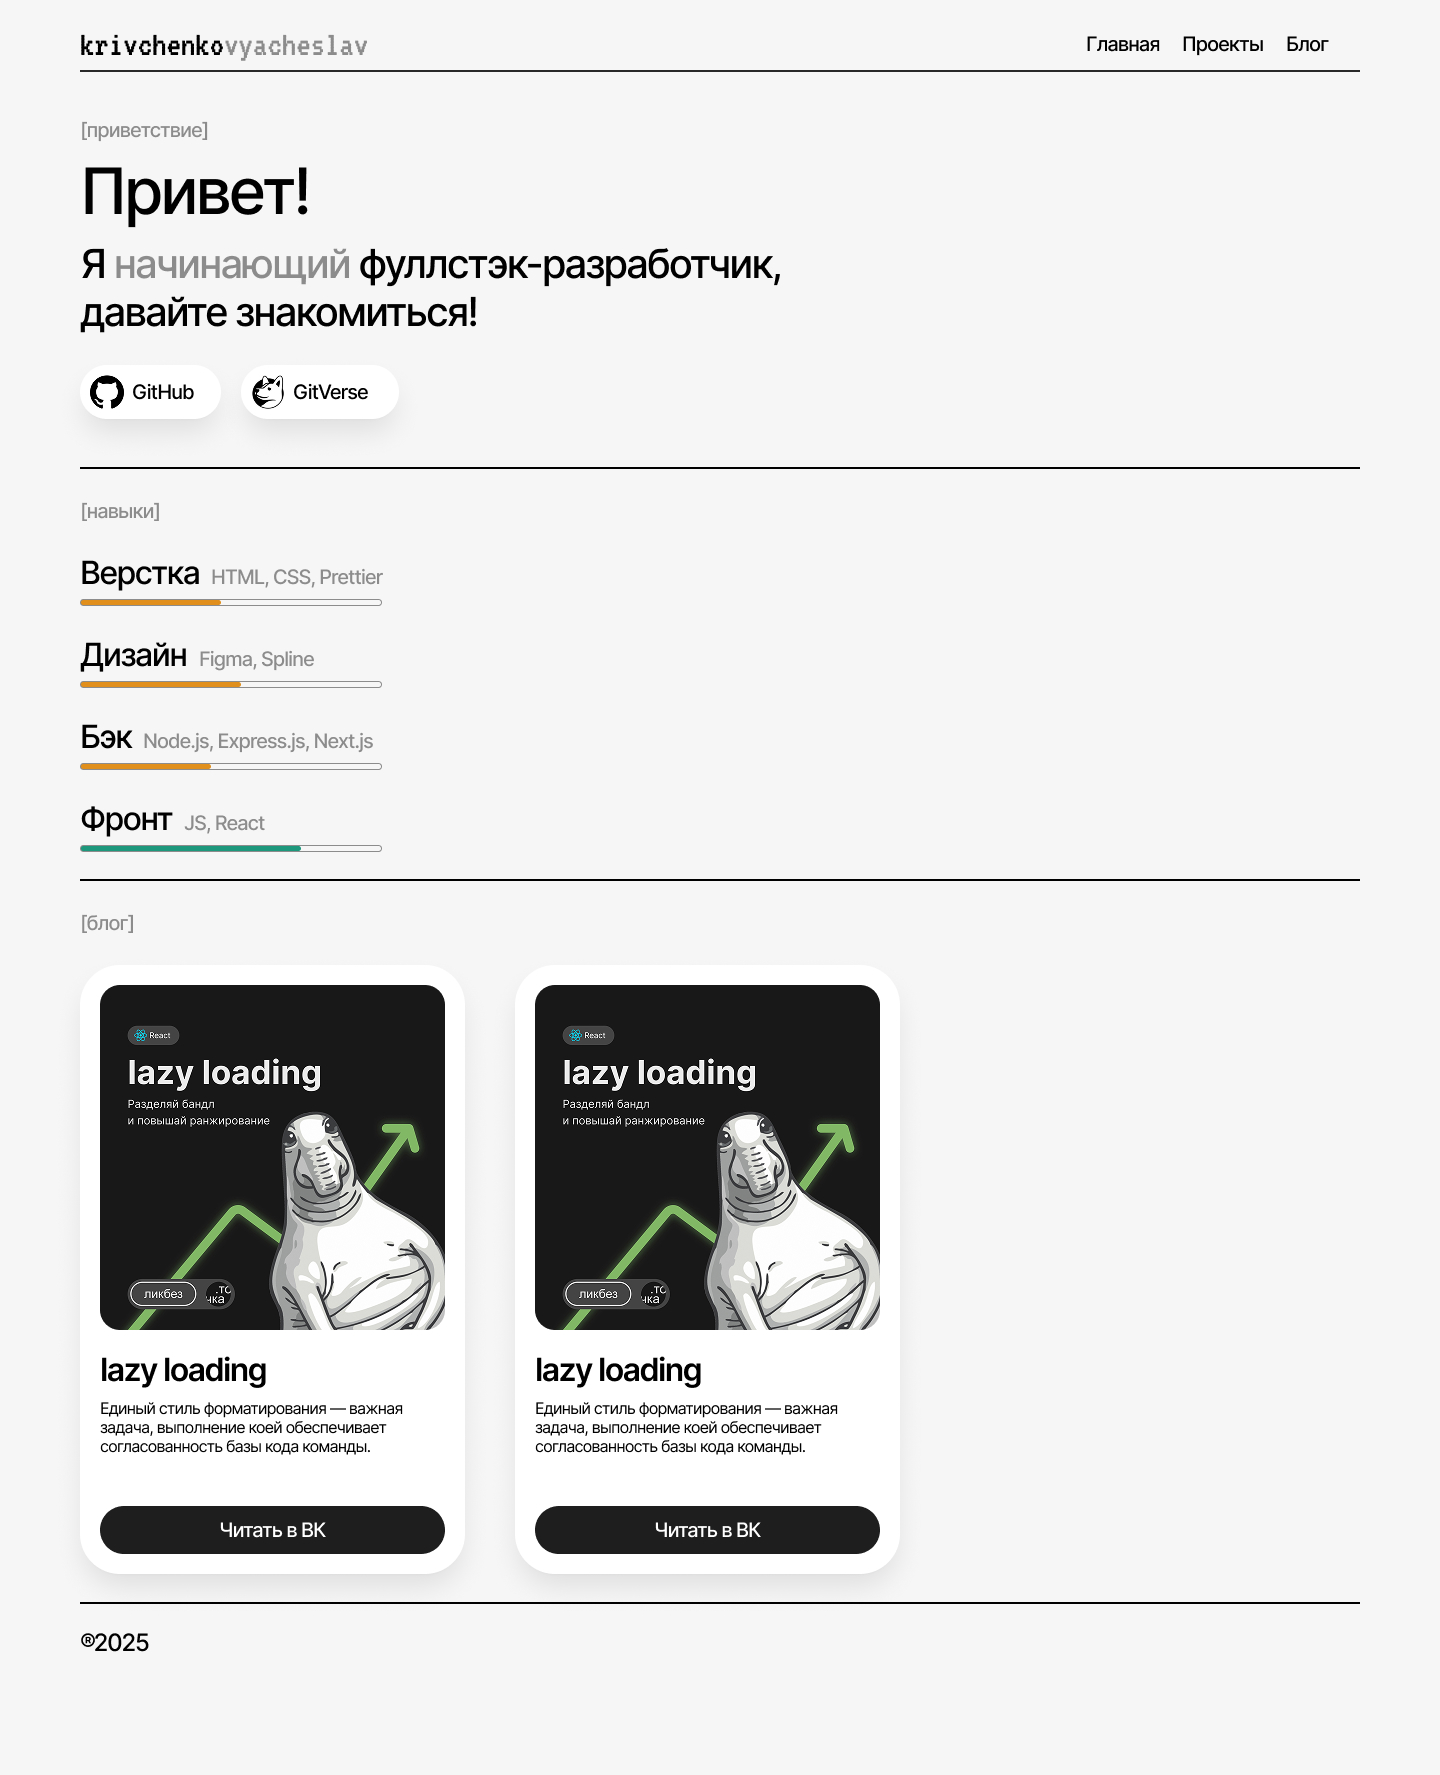 krivchenkovyacheslav
Главная Проекты Блог
[приветствие]
Привет!
Я начинающий фуллстэк-разработчик,
давайте знакомиться!
GitHub GitVerse
[навыки]
Верстка HTML, CSS, Prettier
Дизайн Figma, Spline
Бэк Node.js, Express.js, Next.js
Фронт JS, React
[блог]
React
lazy loading
Разделяй бандл
и повышай ранжирование
ликбез .то
чка
lazy loading
Единый стиль форматирования — важная
задача, выполнение коей обеспечивает
согласованность базы кода команды.
Читать в ВК
React
lazy loading
Разделяй бандл
и повышай ранжирование
ликбез .то
чка
lazy loading
Единый стиль форматирования — важная
задача, выполнение коей обеспечивает
согласованность базы кода команды.
Читать в ВК
®2025